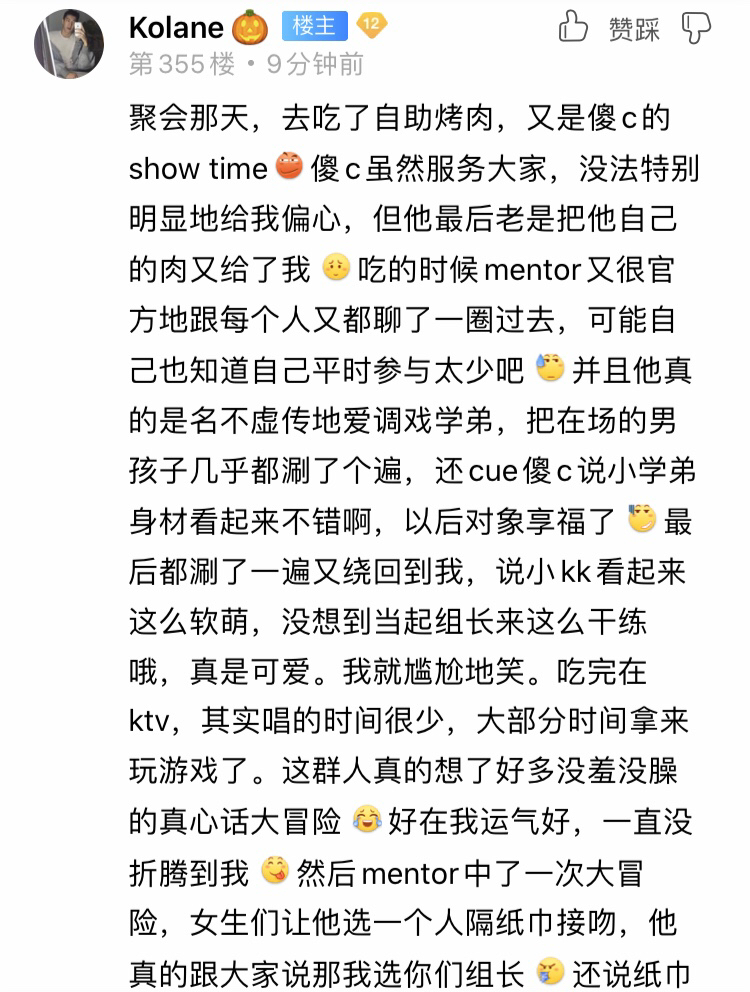 Kolane 🎃 楼主 12
赞踩
第355楼・9分钟前
聚会那天，去吃了自助烤肉，又是傻c的
show time 傻c虽然服务大家，没法特别
明显地给我偏心，但他最后老是把他自己
的肉又给了我 吃的时候mentor又很官
方地跟每个人又都聊了一圈过去，可能自
己也知道自己平时参与太少吧 并且他真
的是名不虚传地爱调戏学弟，把在场的男
孩子几乎都涮了个遍，还cue傻c说小学弟
身材看起来不错啊，以后对象享福了 最
后都涮了一遍又绕回到我，说小kk看起来
这么软萌，没想到当起组长来这么干练
哦，真是可爱。我就尴尬地笑。吃完在
ktv，其实唱的时间很少，大部分时间拿来
玩游戏了。这群人真的想了好多没羞没臊
的真心话大冒险 好在我运气好，一直没
折腾到我 然后mentor中了一次大冒
险，女生们让他选一个人隔纸巾接吻，他
真的跟大家说那我选你们组长 还说纸巾